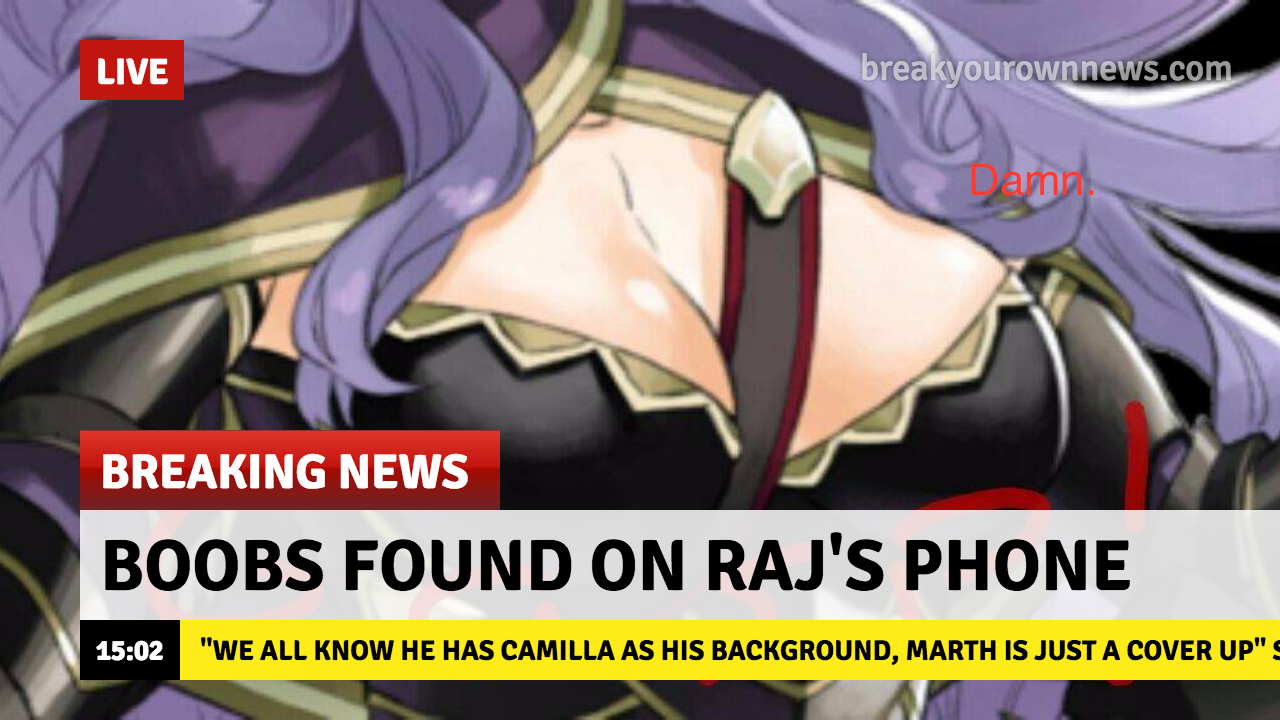 LIVE
breakyourownnews.com
Damn.
BREAKING NEWS
BOOBS FOUND ON RAJ'S PHONE
15:02 "WE ALL KNOW HE HAS CAMILLA AS HIS BACKGROUND, MARTH IS JUST A COVER UP" S